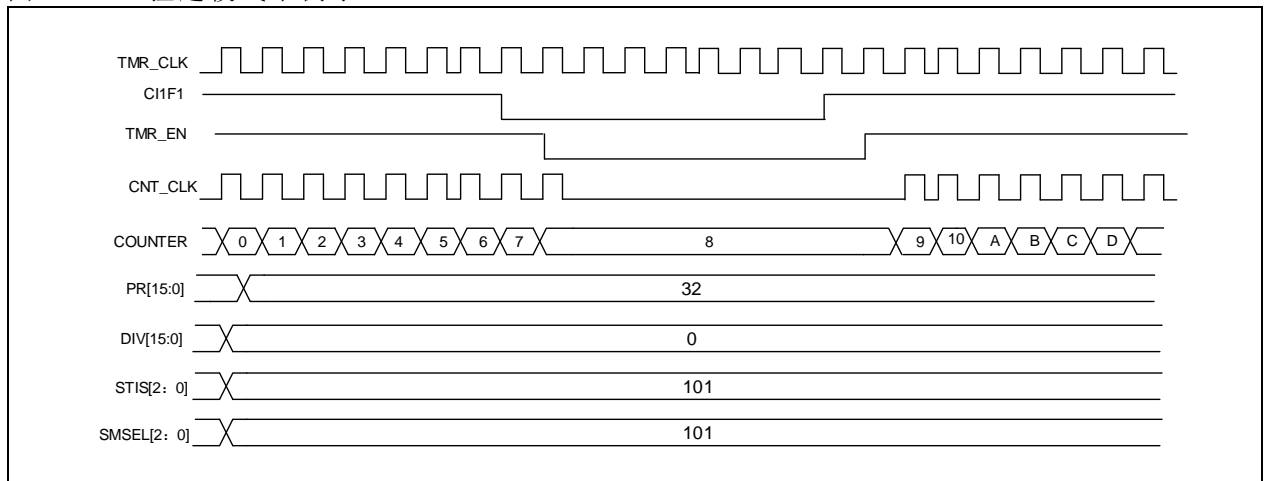 TMR_CLK
CI1F1
TMR_EN
CNT_CLK
COUNTER 0 1 2 3 4 5 6 7 8 9 10 A B C D
PR[15:0] 32
DIV[15:0] 0
STIS[2：0] 101
SMSEL[2：0] 101